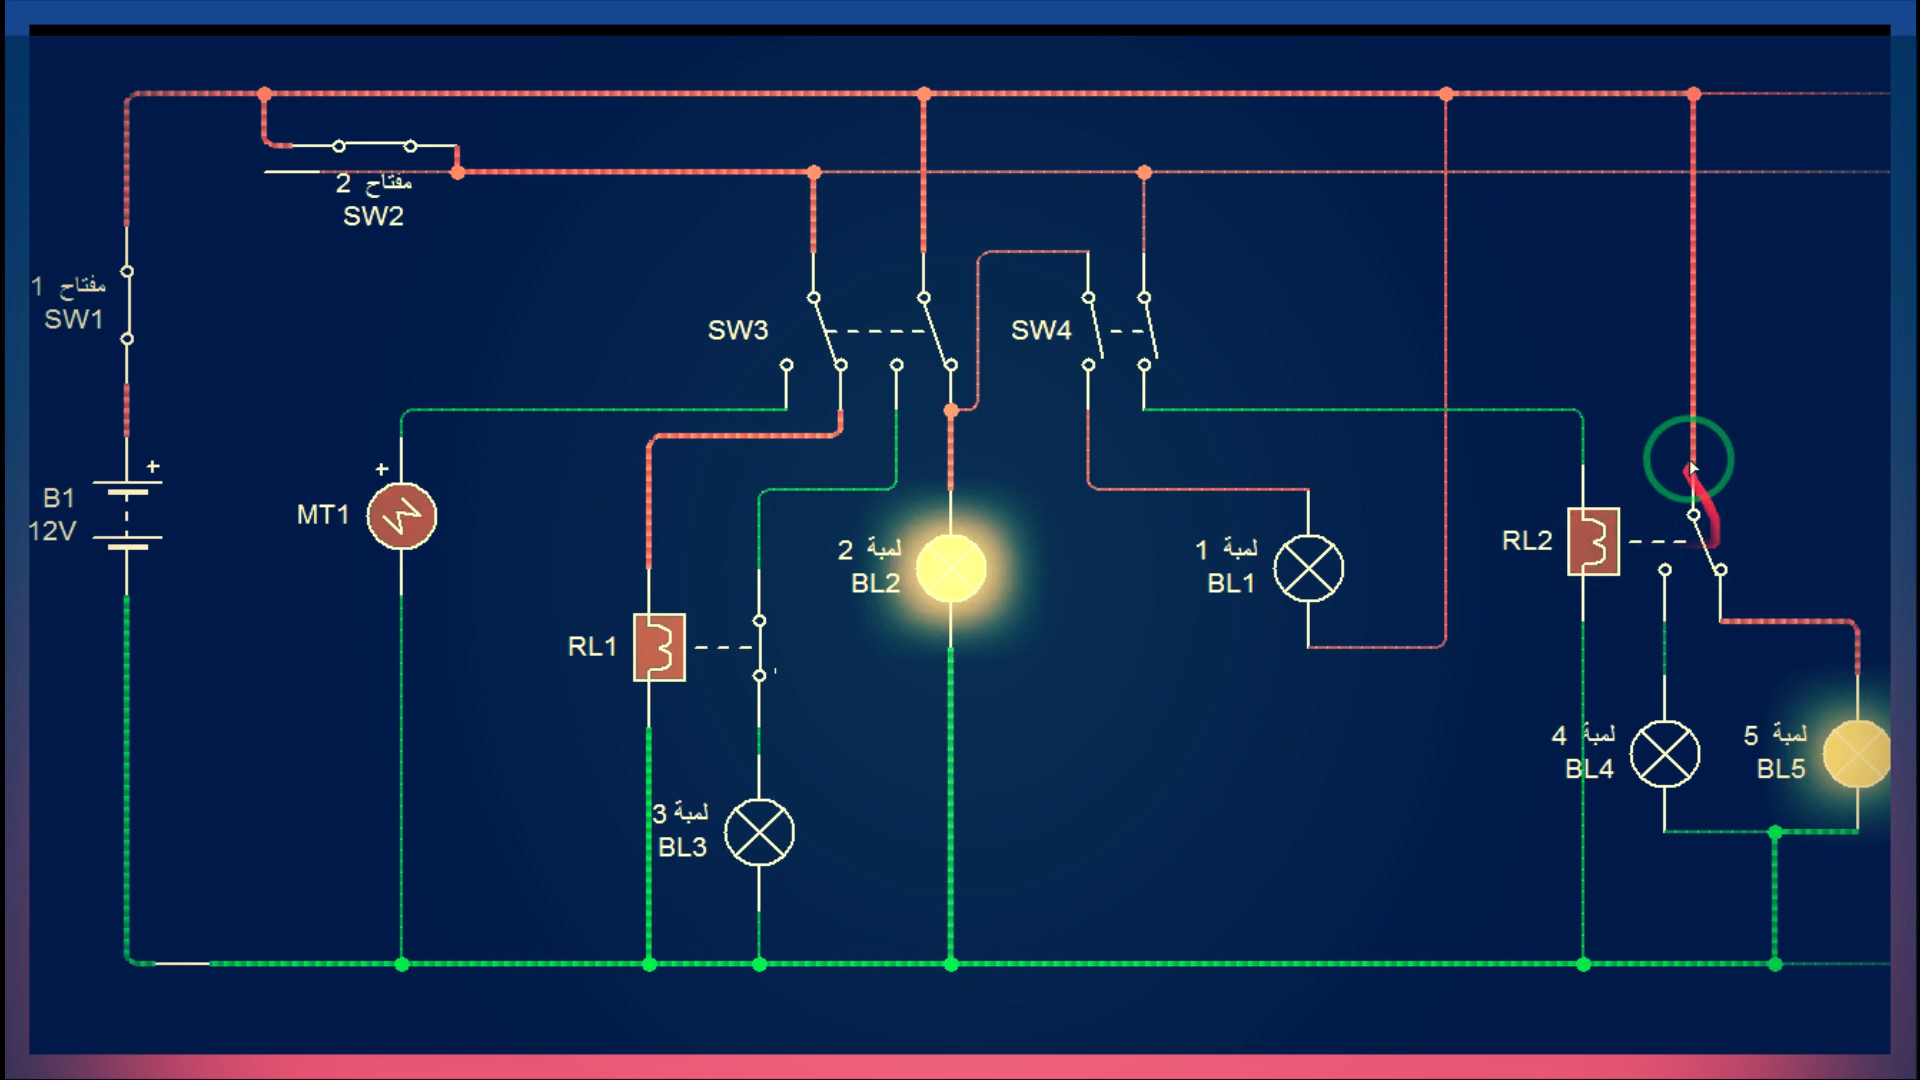 مفتاح 2
SW2
مفتاح 1
SW1
SW3
SW4
+
B1
12V
+
MT1
لمبة 2
BL2
لمبة 1
BL1
RL2
RL1
لمبة 4
BL4
لمبة 5
BL5
لمبة 3
BL3